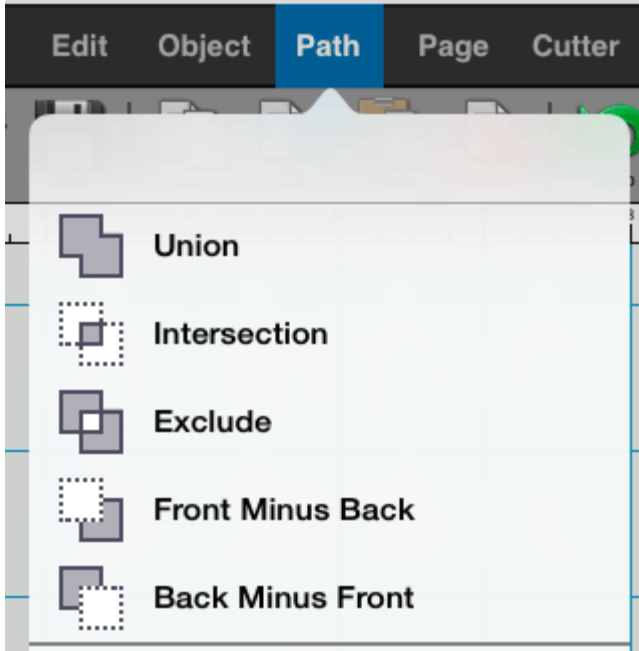 Edit Object Path Page Cutter
Union
Intersection
Exclude
Front Minus Back
Back Minus Front